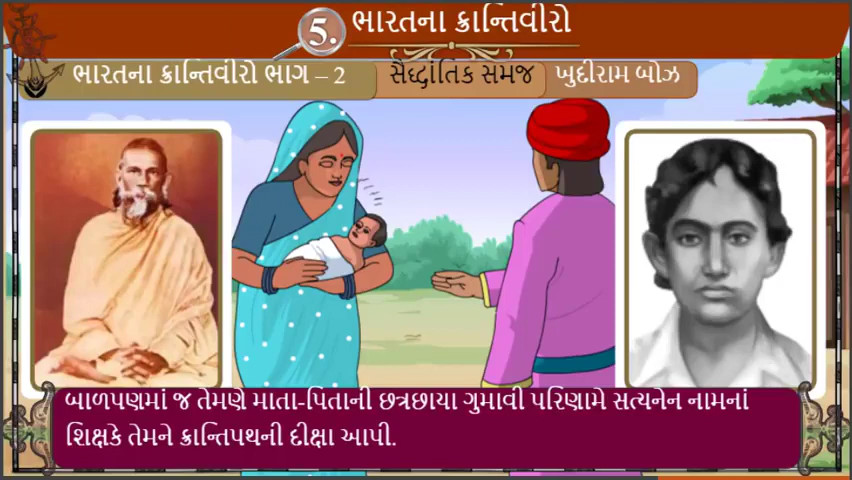 5. ભારતના ક્રાન્તિવીરો
ભારતના ક્રાન્તિવીરો ભાગ – 2 સૈદ્ધાંતિક સમજ ખુદીરામ બોઝ
બાળપણમાં જ તેમણે માતા-પિતાની છત્રછાયા ગુમાવી પરિણામે સત્યનેન નામનાં
શિક્ષકે તેમને ક્રાન્તિપથની દીક્ષા આપી.